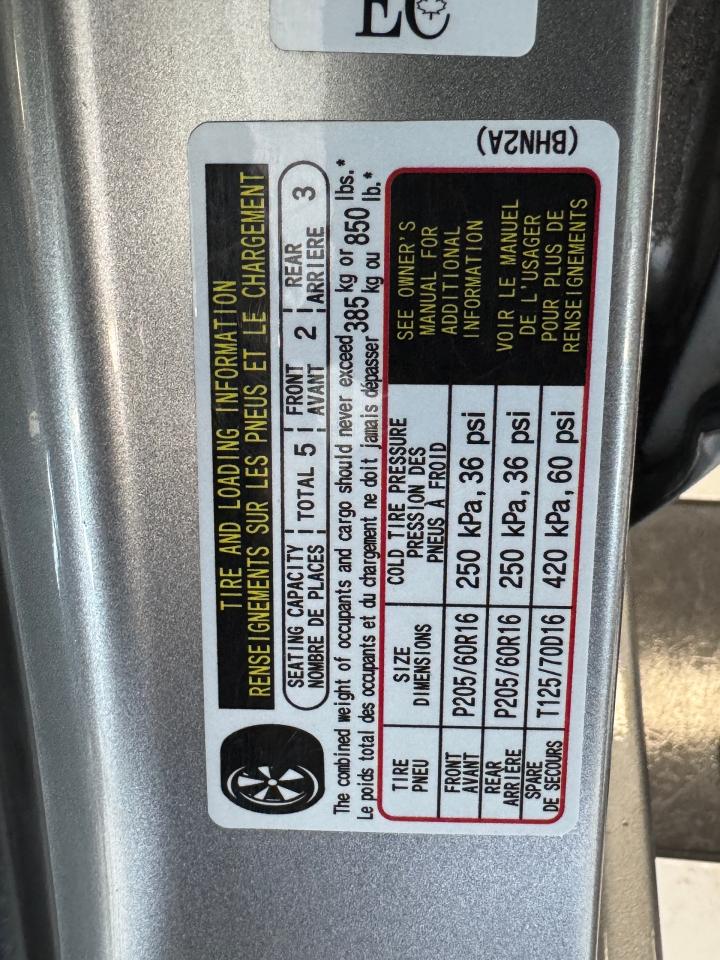 EC
(BHN2A)
TIRE AND LOADING INFORMATION
RENSEIGNEMENTS SUR LES PNEUS ET LE CHARGEMENT
SEATING CAPACITY | TOTAL 5 | FRONT 2 | REAR 3
NOMBRE DE PLACES | AVANT | ARRIÈRE
The combined weight of occupants and cargo should never exceed 385 kg or 850 lbs.*
Le poids total des occupants et du chargement ne doit jamais dépasser kg ou lb.*
TIRE SIZE COLD TIRE PRESSURE
PNEU DIMENSIONS PRESSION DES
PNEUS À FROID
FRONT P205/60R16 250 kPa, 36 psi
AVANT
REAR P205/60R16 250 kPa, 36 psi
ARRIÈRE
SPARE T125/70D16 420 kPa, 60 psi
DE SECOURS
SEE OWNER'S
MANUAL FOR
ADDITIONAL
INFORMATION
VOIR LE MANUEL
DE L'USAGER
POUR PLUS DE
RENSEIGNEMENTS